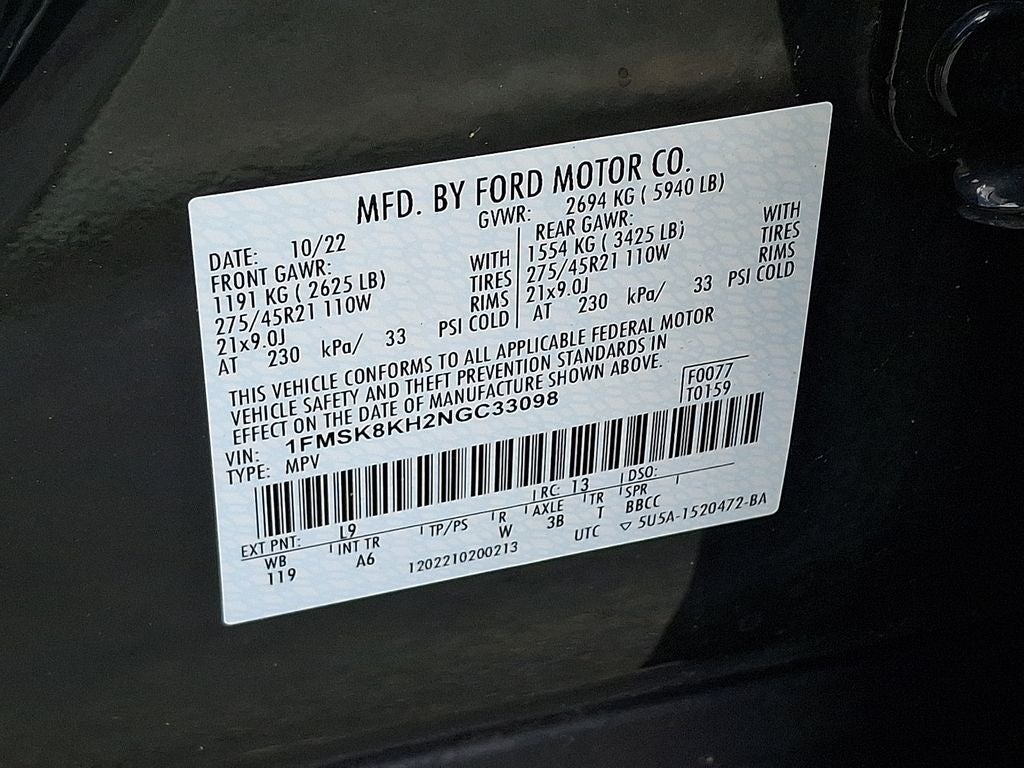 MFD. BY FORD MOTOR CO.
DATE: 10/22 GVWR: 2694 KG ( 5940 LB)
FRONT GAWR: WITH REAR GAWR: WITH
1191 KG ( 2625 LB) TIRES 1554 KG ( 3425 LB) TIRES
275/45R21 110W RIMS 275/45R21 110W RIMS
21x9.0J 21x9.0J
AT 230 kPa/ 33 PSI COLD AT 230 kPa/ 33 PSI COLD
THIS VEHICLE CONFORMS TO ALL APPLICABLE FEDERAL MOTOR
VEHICLE SAFETY AND THEFT PREVENTION STANDARDS IN
EFFECT ON THE DATE OF MANUFACTURE SHOWN ABOVE.
VIN: 1FMSK8KH2NGC33098 F0077
TYPE: MPV T0159
EXT PNT: L9 RC: 13 DSO:
WB INT TR TP/PS R AXLE TR SPR
119 A6 W 3B T BBCC
1202210200213 UTC ▽ 5U5A-1520472-BA